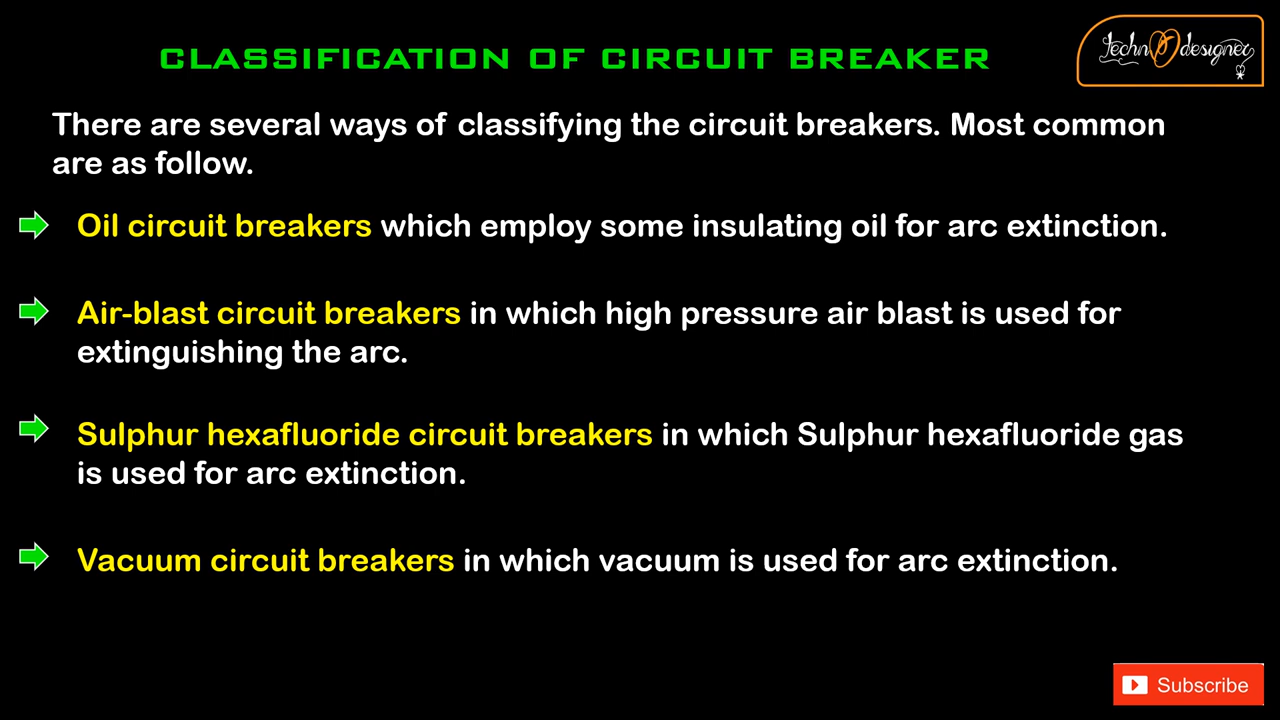 CLASSIFICATION OF CIRCUIT BREAKER
techno designer
There are several ways of classifying the circuit breakers. Most common
are as follow.
Oil circuit breakers which employ some insulating oil for arc extinction.
Air-blast circuit breakers in which high pressure air blast is used for
extinguishing the arc.
Sulphur hexafluoride circuit breakers in which Sulphur hexafluoride gas
is used for arc extinction.
Vacuum circuit breakers in which vacuum is used for arc extinction.
Subscribe